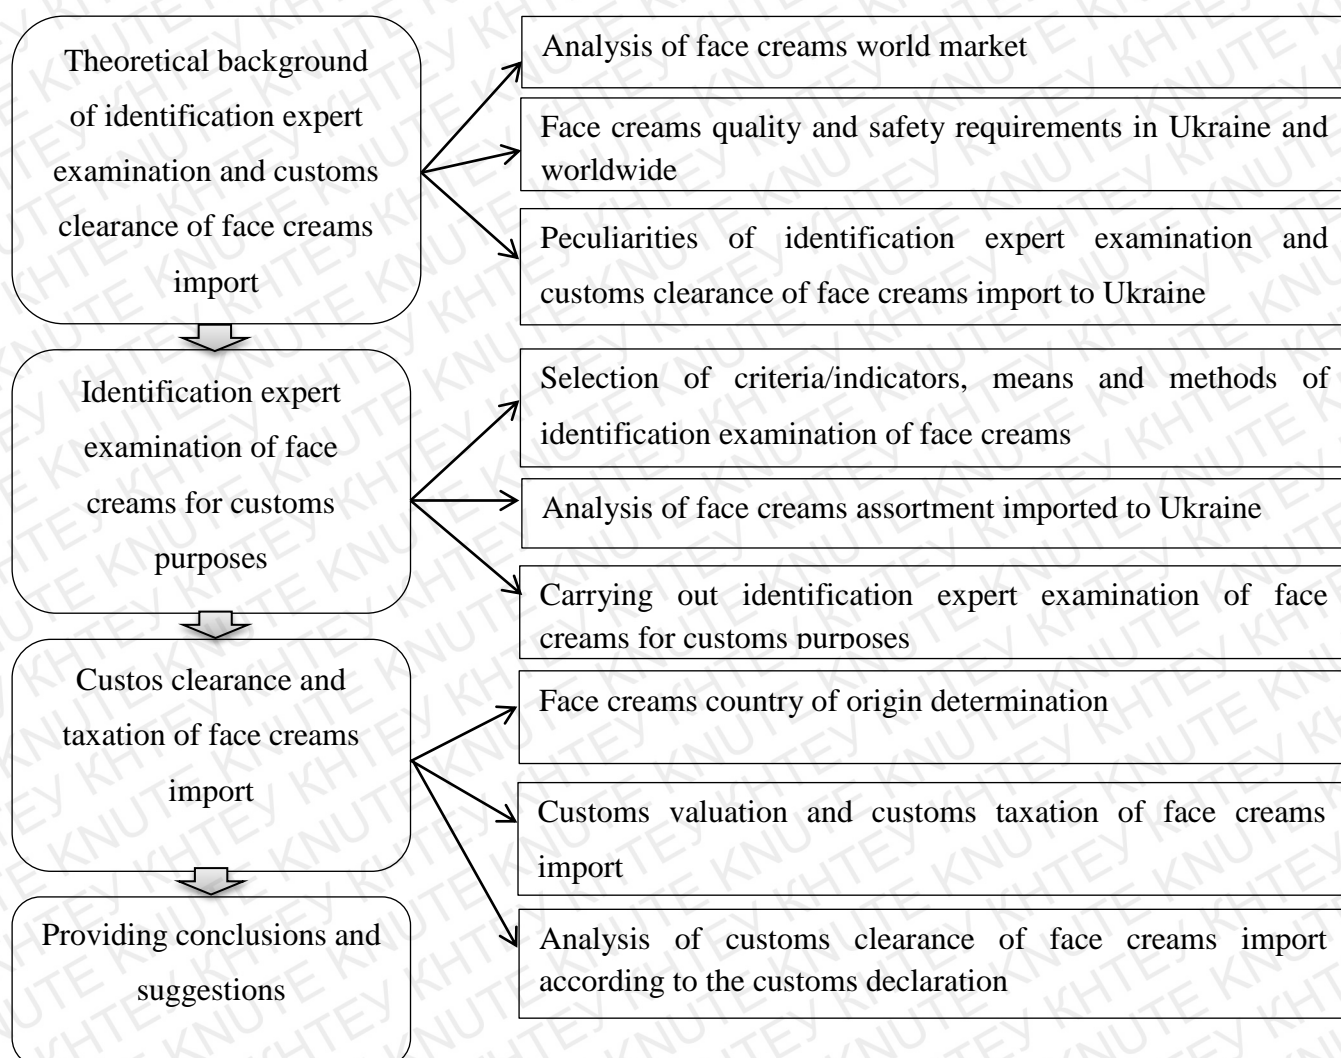 Theoretical background
of identification expert
examination and customs
clearance of face creams
import
Analysis of face creams world market
Face creams quality and safety requirements in Ukraine and
worldwide
Peculiarities of identification expert examination and
customs clearance of face creams import to Ukraine
Identification expert
examination of face
creams for customs
purposes
Selection of criteria/indicators, means and methods of
identification examination of face creams
Analysis of face creams assortment imported to Ukraine
Carrying out identification expert examination of face
creams for customs purposes
Custos clearance and
taxation of face creams
import
Face creams country of origin determination
Customs valuation and customs taxation of face creams
import
Analysis of customs clearance of face creams import
according to the customs declaration
Providing conclusions and
suggestions